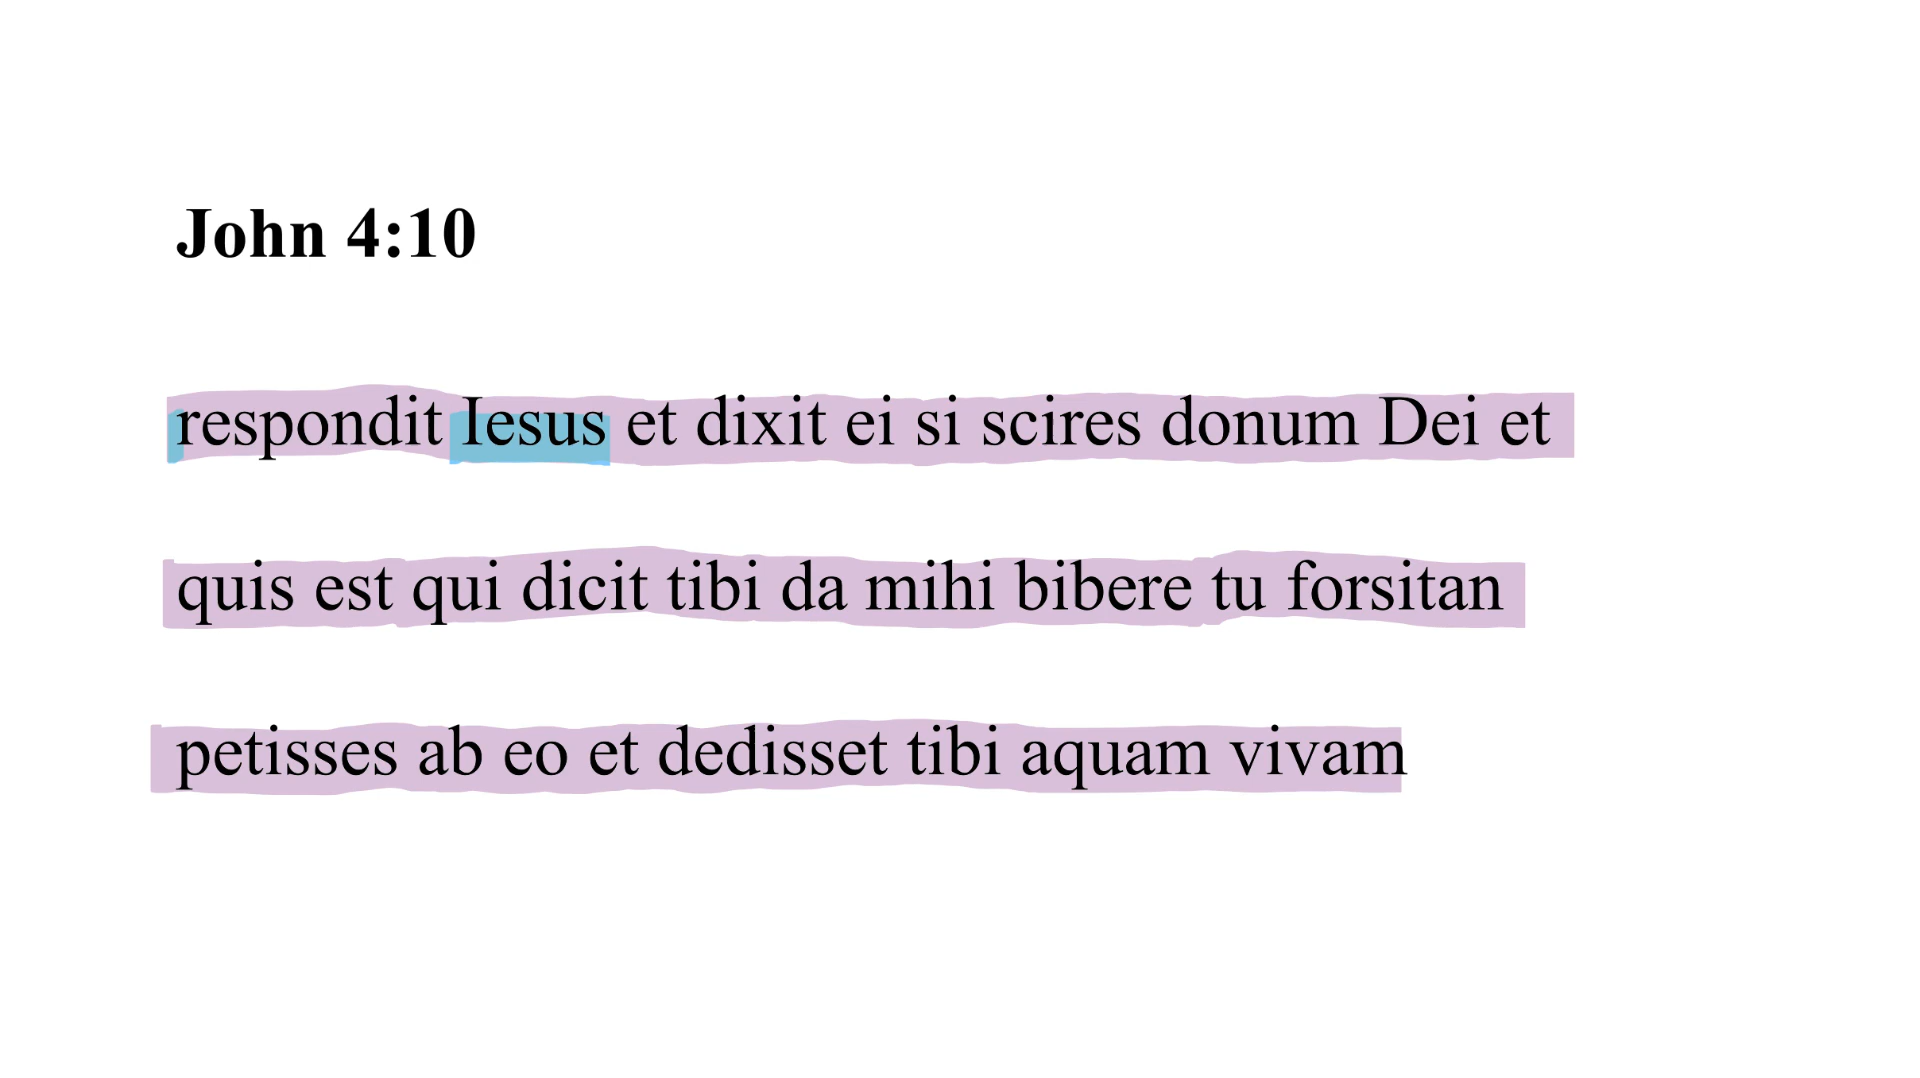 John 4:10
respondit Iesus et dixit ei si scires donum Dei et
quis est qui dicit tibi da mihi bibere tu forsitan
petisses ab eo et dedisset tibi aquam vivam